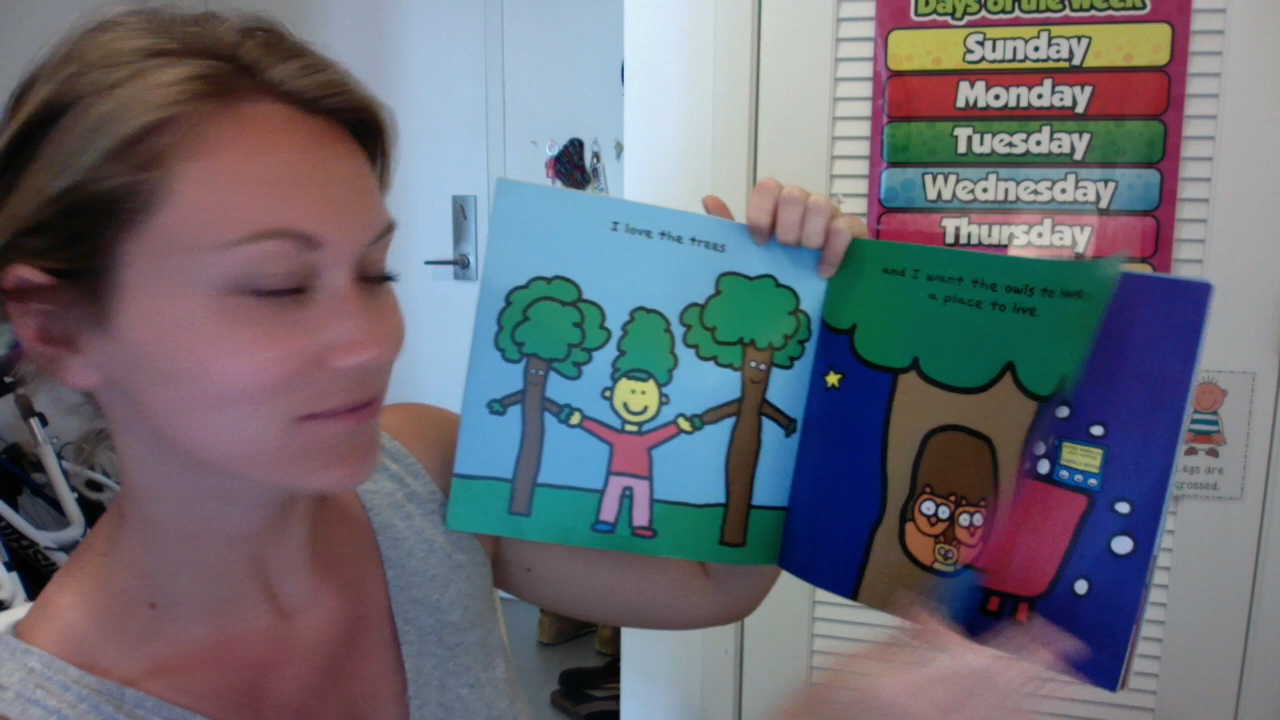 Days of the Week
Sunday
Monday
Tuesday
Wednesday
Thursday
I love the trees
and I want the owls to have
a place to live.
Legs are
crossed.